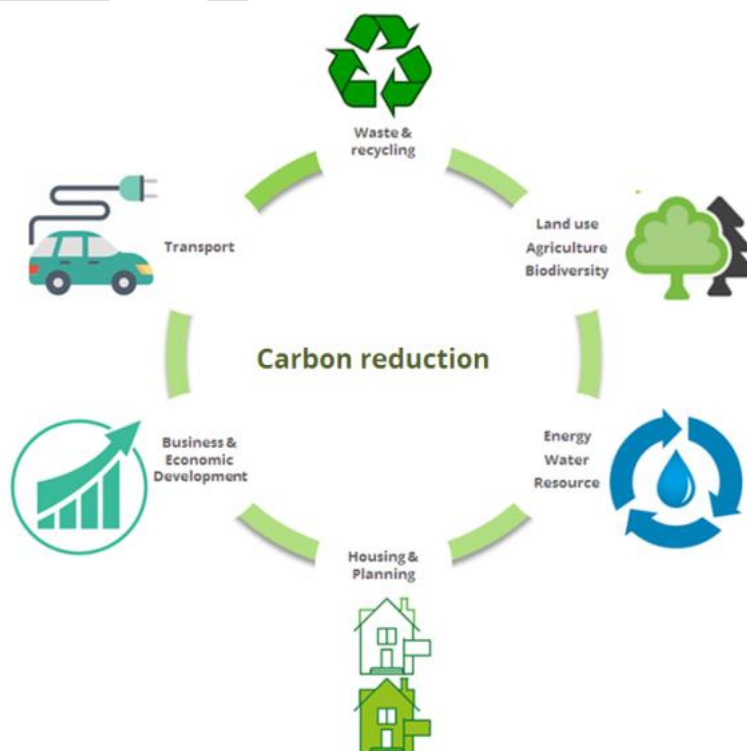 Waste &
recycling
Land use
Agriculture
Biodiversity
Transport
Carbon reduction
Energy
Water
Resource
Business &
Economic
Development
Housing &
Planning